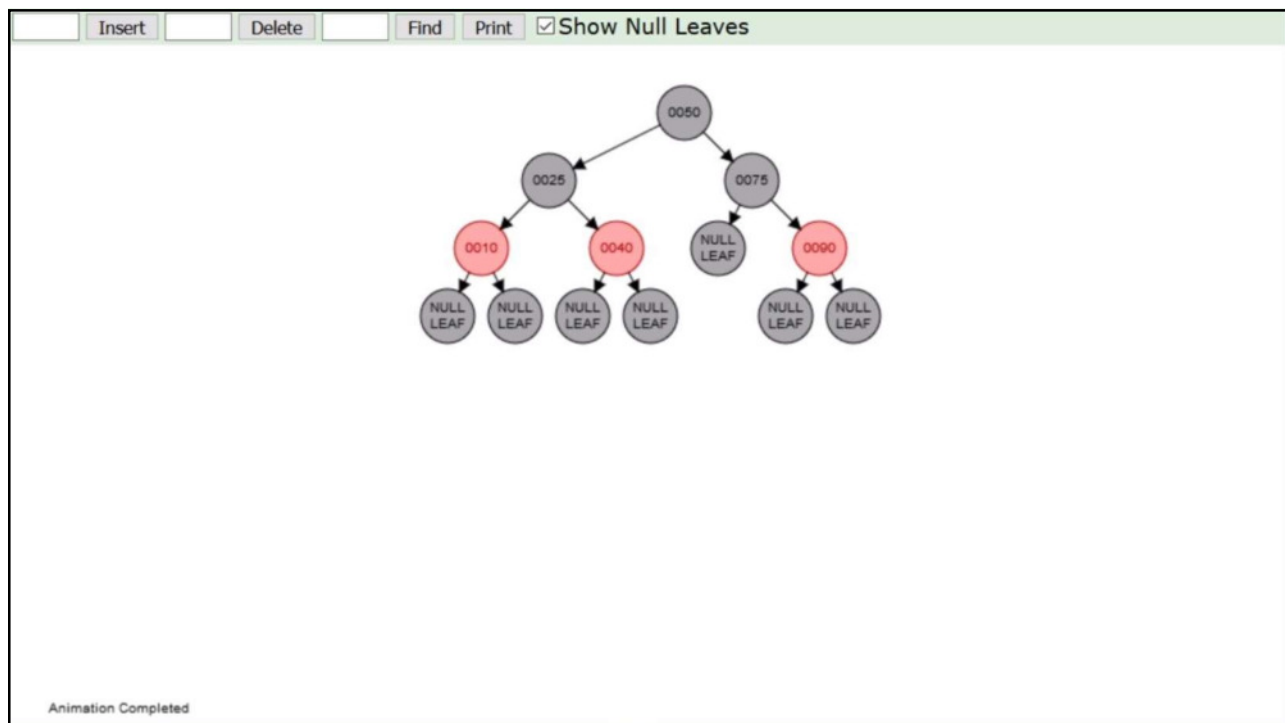 Insert Delete Find Print Show Null Leaves
0050
0025 0075
0010 0040 NULL LEAF 0090
NULL LEAF NULL LEAF NULL LEAF NULL LEAF NULL LEAF NULL LEAF
Animation Completed